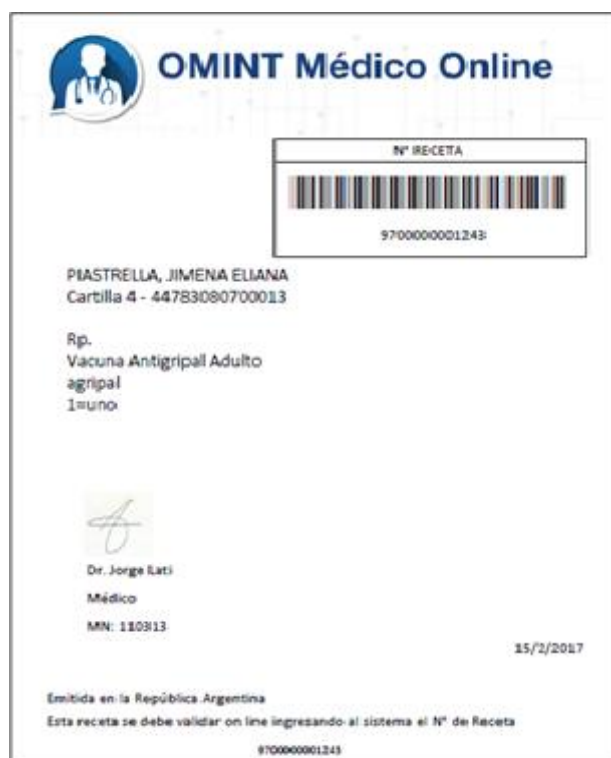 OMINT Médico Online
N° RECETA
9700000001243
PIASTRELLA, JIMENA ELIANA
Cartilla 4 - 44783080700013
Rp.
Vacuna Antigripal Adulto
agripal
1=uno
Dr. Jorge Lati
Médico
MN: 110313
15/2/2017
Emitida en la República Argentina
Esta receta se debe validar on line ingresando al sistema el N° de Receta
9700000001243